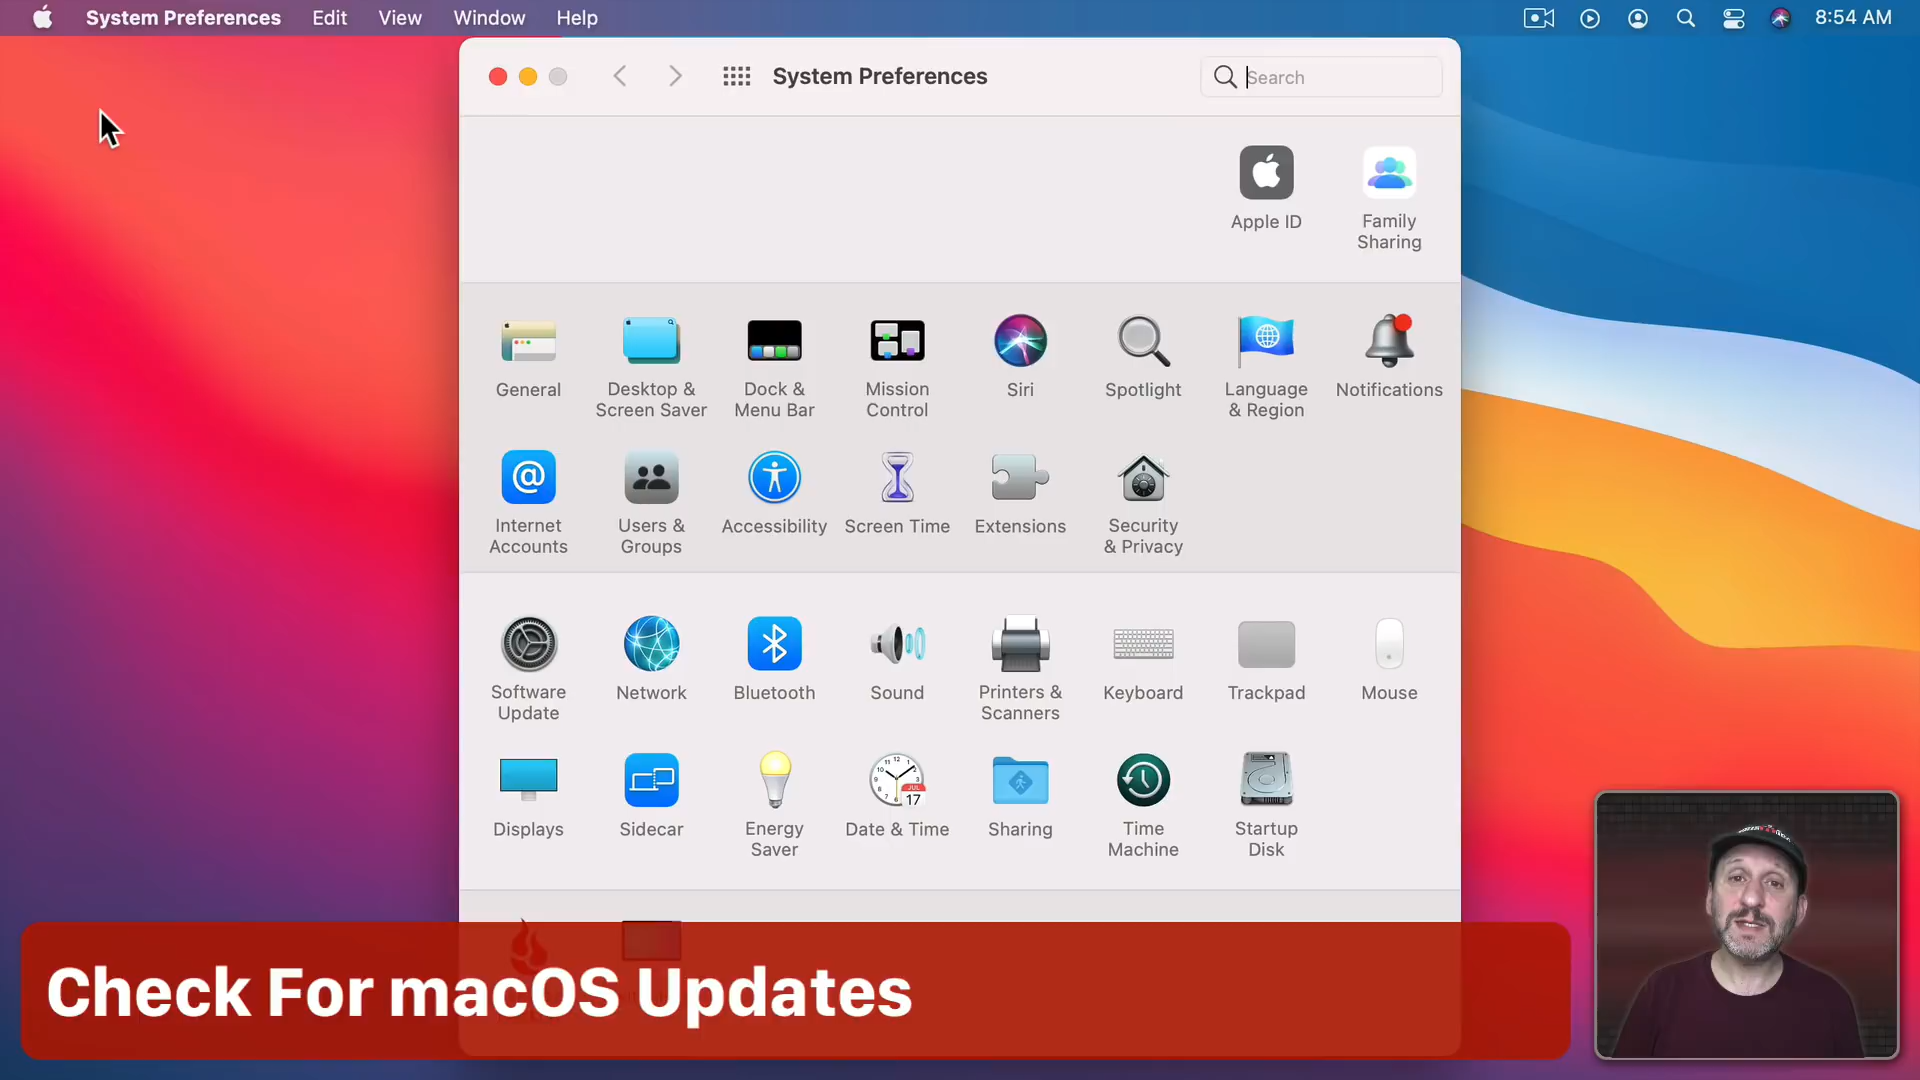 System Preferences Edit View Window Help 8:54 AM
System Preferences
Search
Apple ID
Family
Sharing
General
Desktop &
Screen Saver
Dock &
Menu Bar
Mission
Control
Siri
Spotlight
Language
& Region
Notifications
Internet
Accounts
Users &
Groups
Accessibility
Screen Time
Extensions
Security
& Privacy
Software
Update
Network
Bluetooth
Sound
Printers &
Scanners
Keyboard
Trackpad
Mouse
Displays
Sidecar
Energy
Saver
JUL
17
Date & Time
Sharing
Time
Machine
Startup
Disk
Check For macOS Updates